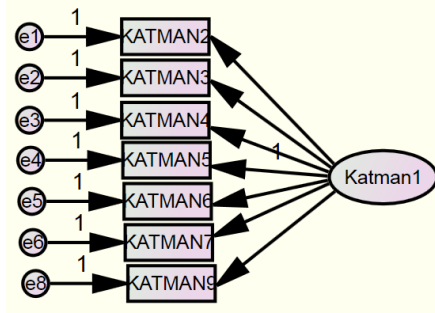 1
e1 KATMAN2
1
e2 KATMAN3
1
e3 KATMAN4
1
e4 KATMAN5 1 Katman1
1
e5 KATMAN6
1
e6 KATMAN7
1
e8 KATMAN9